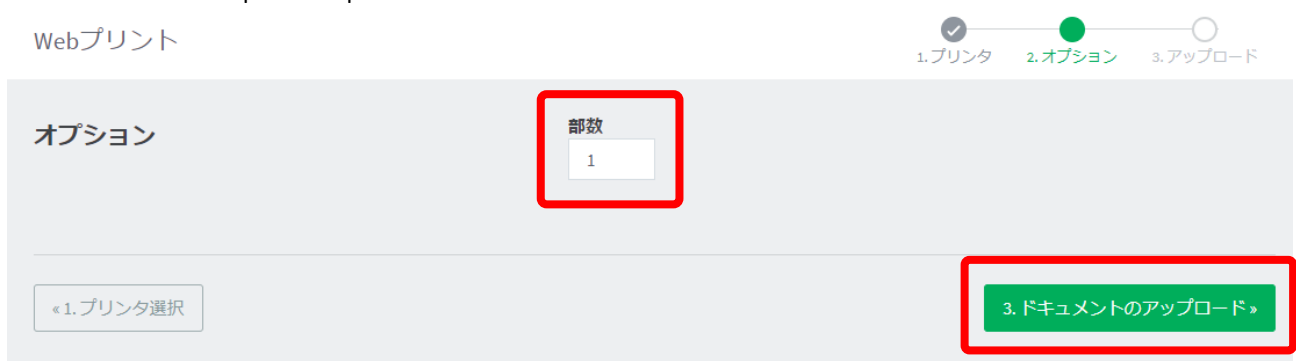 Webプリント
1.プリンタ 2.オプション 3.アップロード
オプション
部数
1
«1.プリンタ選択
3.ドキュメントのアップロード»